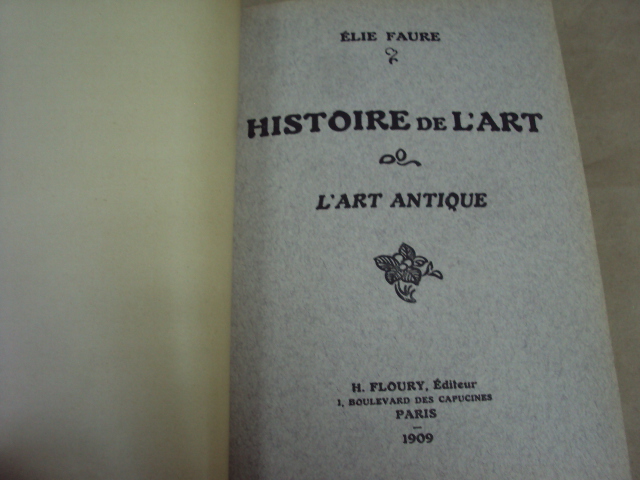 ÉLIE FAURE
HISTOIRE DE L'ART
L'ART ANTIQUE
H. FLOURY, Éditeur
1, BOULEVARD DES CAPUCINES
PARIS
—
1909